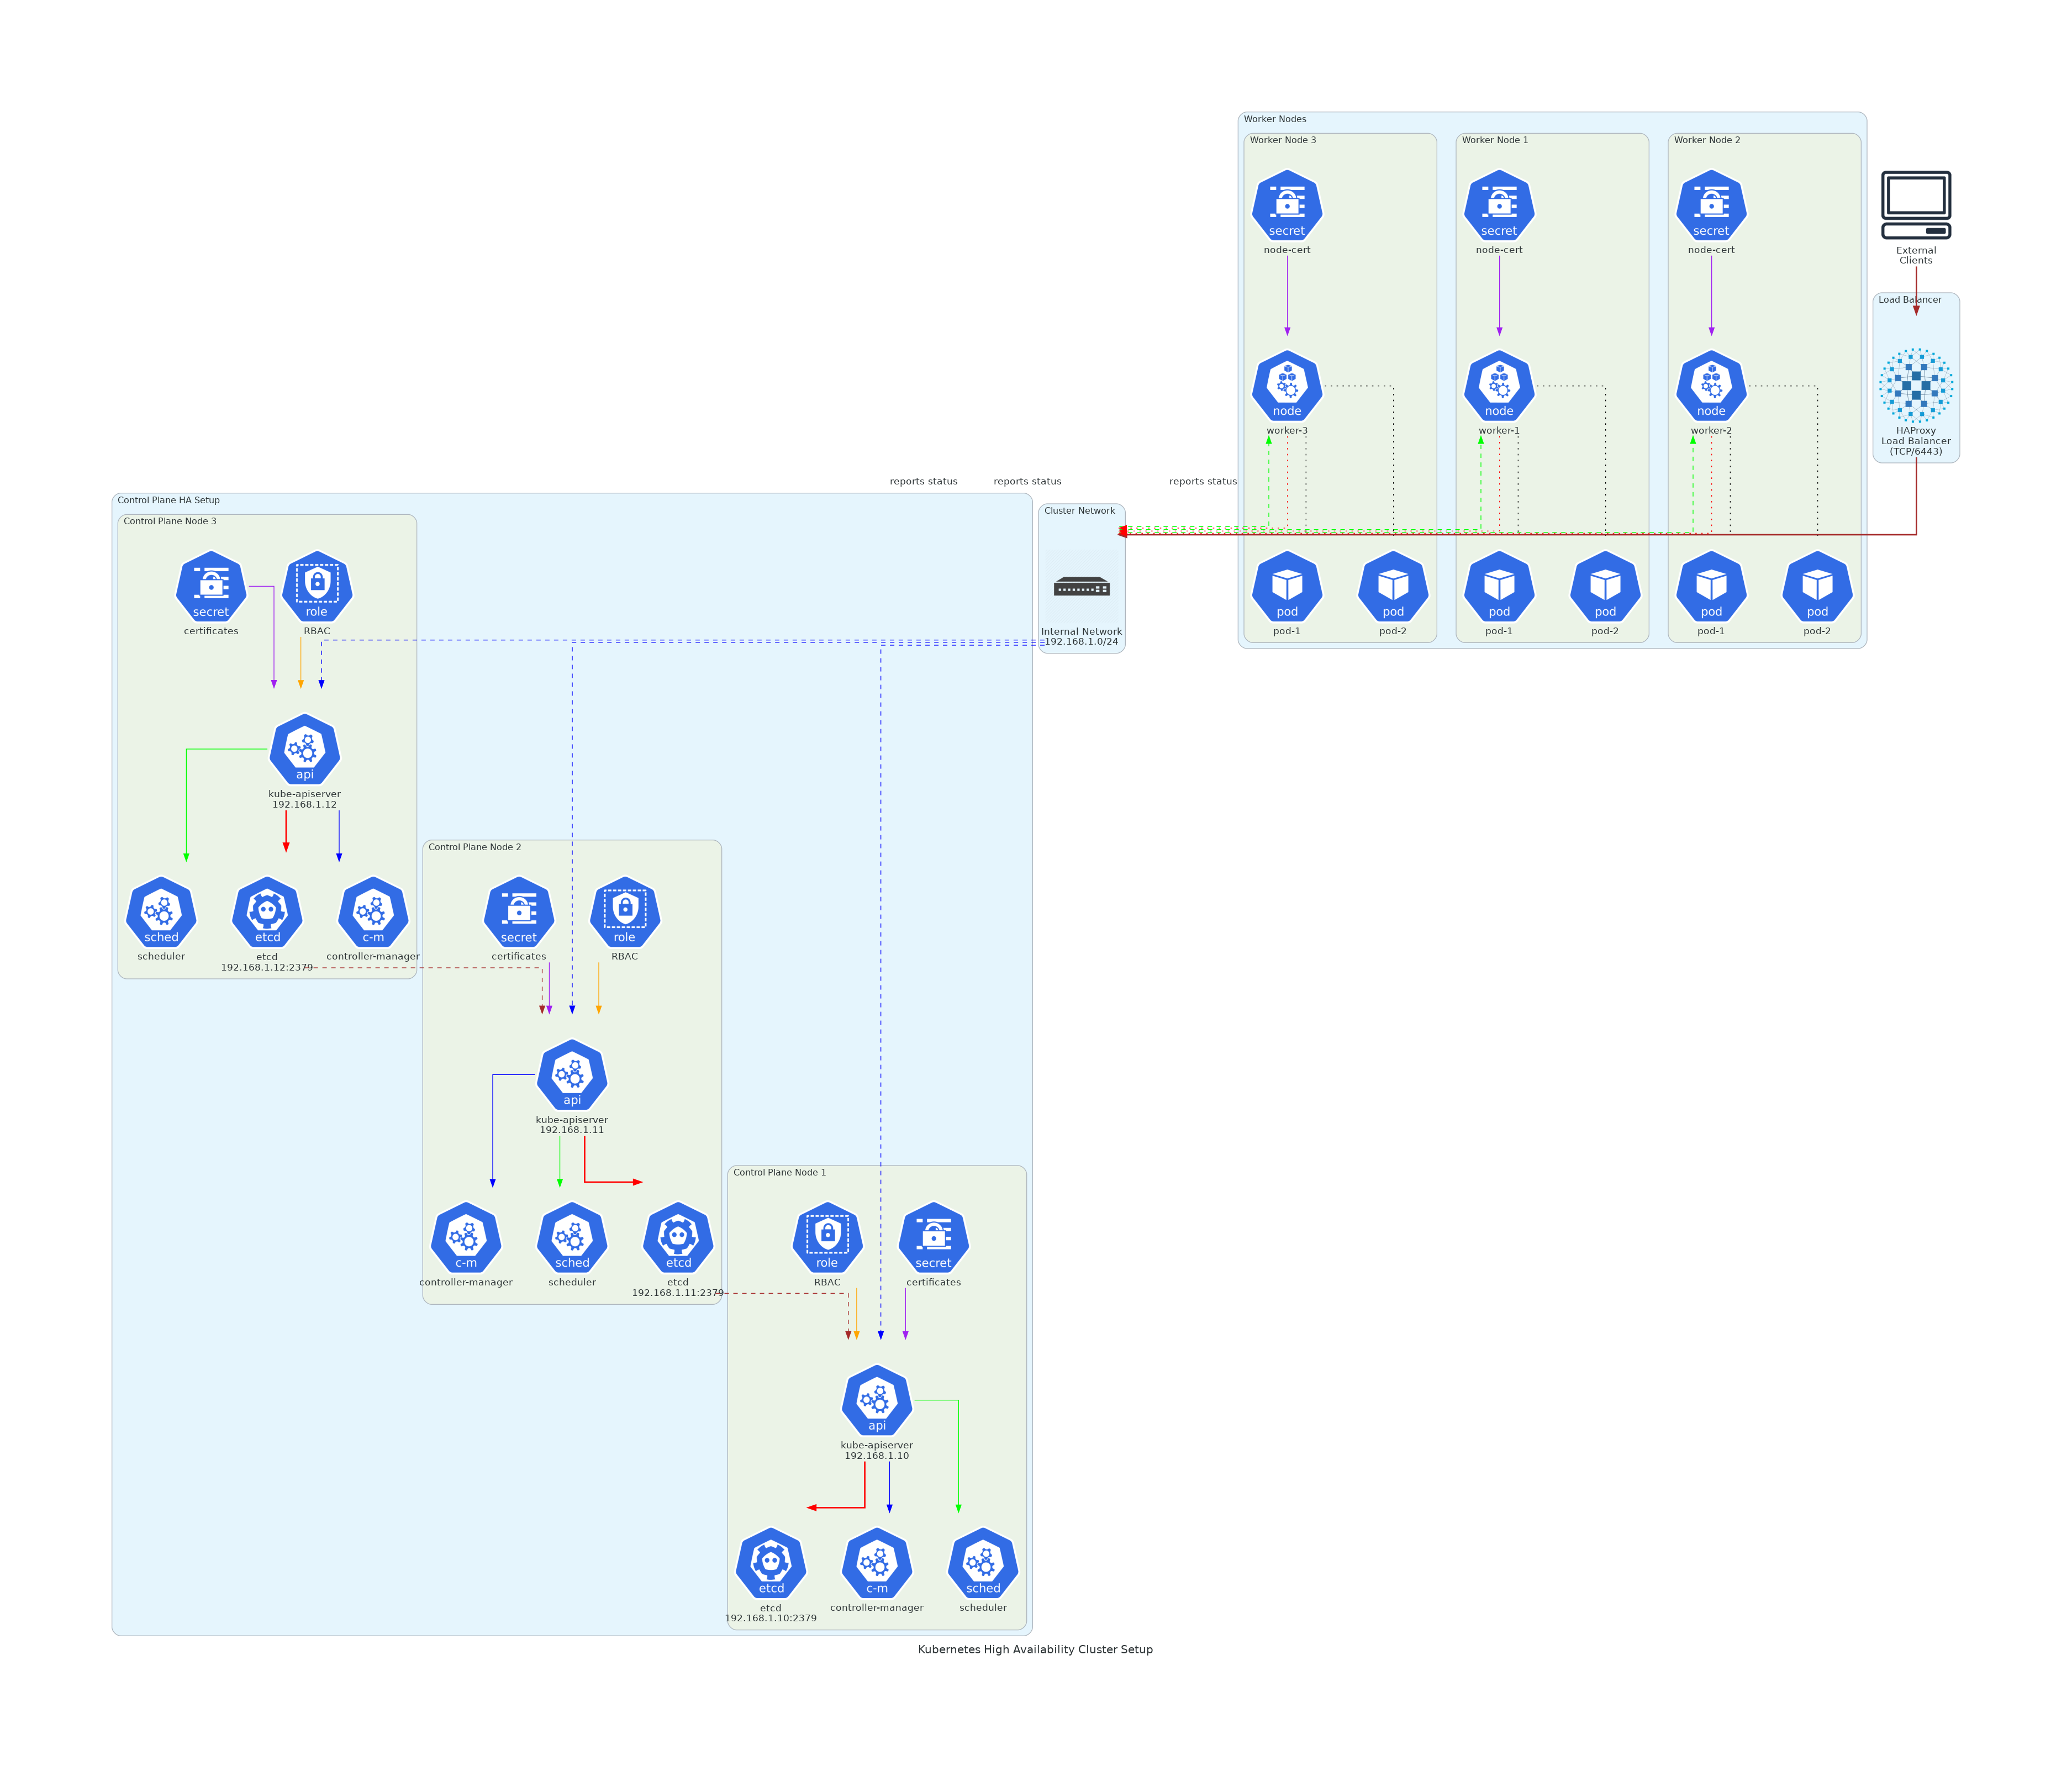 Worker Nodes
Worker Node 3
Worker Node 1
Worker Node 2
secret
node-cert
secret
node-cert
secret
node-cert
External
Clients
Load Balancer
node
worker-3
node
worker-1
node
worker-2
HAProxy
Load Balancer
(TCP/6443)
reports status
reports status
reports status
Control Plane HA Setup
Cluster Network
Control Plane Node 3
secret
certificates
role
RBAC
Internal Network
192.168.1.0/24
pod
pod-1
pod
pod-2
pod
pod-1
pod
pod-2
pod
pod-1
pod
pod-2
api
kube-apiserver
192.168.1.12
sched
scheduler
etcd
etcd
192.168.1.12:2379
c-m
controller-manager
Control Plane Node 2
secret
certificates
role
RBAC
api
kube-apiserver
192.168.1.11
c-m
controller-manager
sched
scheduler
etcd
etcd
192.168.1.11:2379
Control Plane Node 1
role
RBAC
secret
certificates
api
kube-apiserver
192.168.1.10
etcd
etcd
192.168.1.10:2379
c-m
controller-manager
sched
scheduler
Kubernetes High Availability Cluster Setup